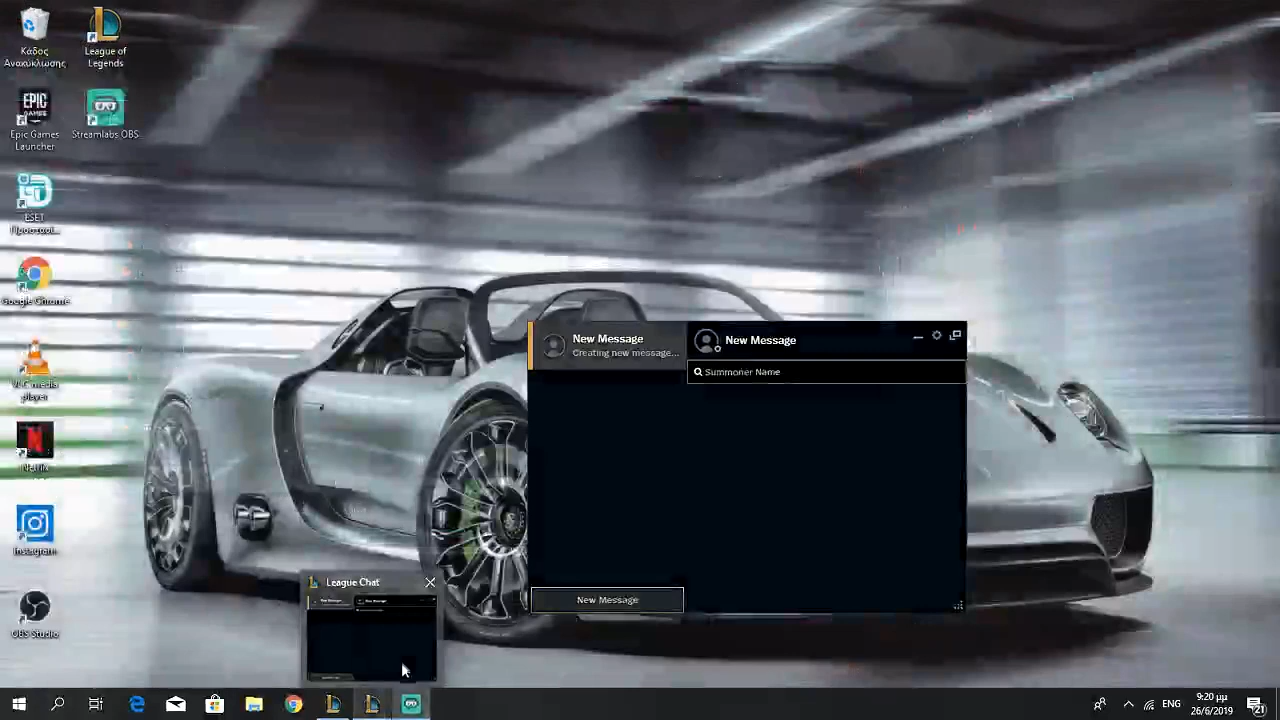 Κάδος
Ανακύκλωσης
League of
Legends
EPIC
GAMES
Epic Games
Launcher
Streamlabs OBS
ESET
Προστασί...
Google Chrome
VLC media
player
Netflix
Instagram
OBS Studio
New Message
Creating new message...
New Message
Summoner Name
New Message
League Chat
ENG
9:20 μμ
26/6/2019
21